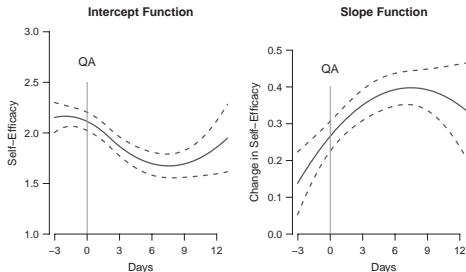 Intercept Function
3.0
2.5
2.0
1.5
1.0
Self−Efficacy
QA
−3 0 3 6 9 12
Days
Slope Function
0.5
0.4
0.3
0.2
0.1
0.0
Change in Self−Efficacy
QA
−3 0 3 6 9 12
Days